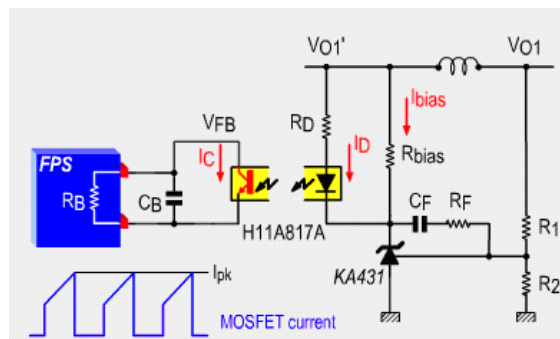 VO1'
VO1
Ibias
RD
ID
Rbias
VFB
IC
FPS
RB
CB
H11A817A
CF
RF
R1
KA431
R2
Ipk
MOSFET current